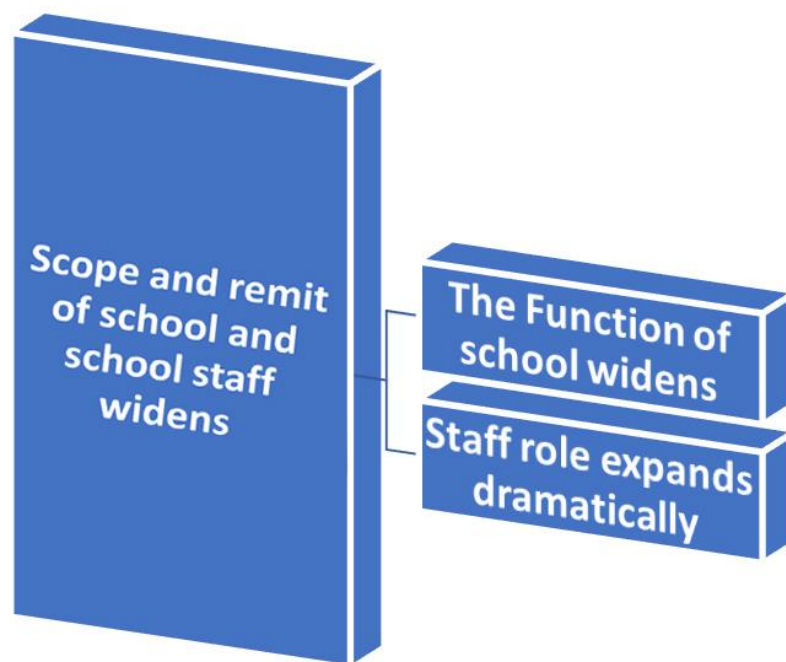 Scope and remit
of school and
school staff
widens
The Function of
school widens
Staff role expands
dramatically